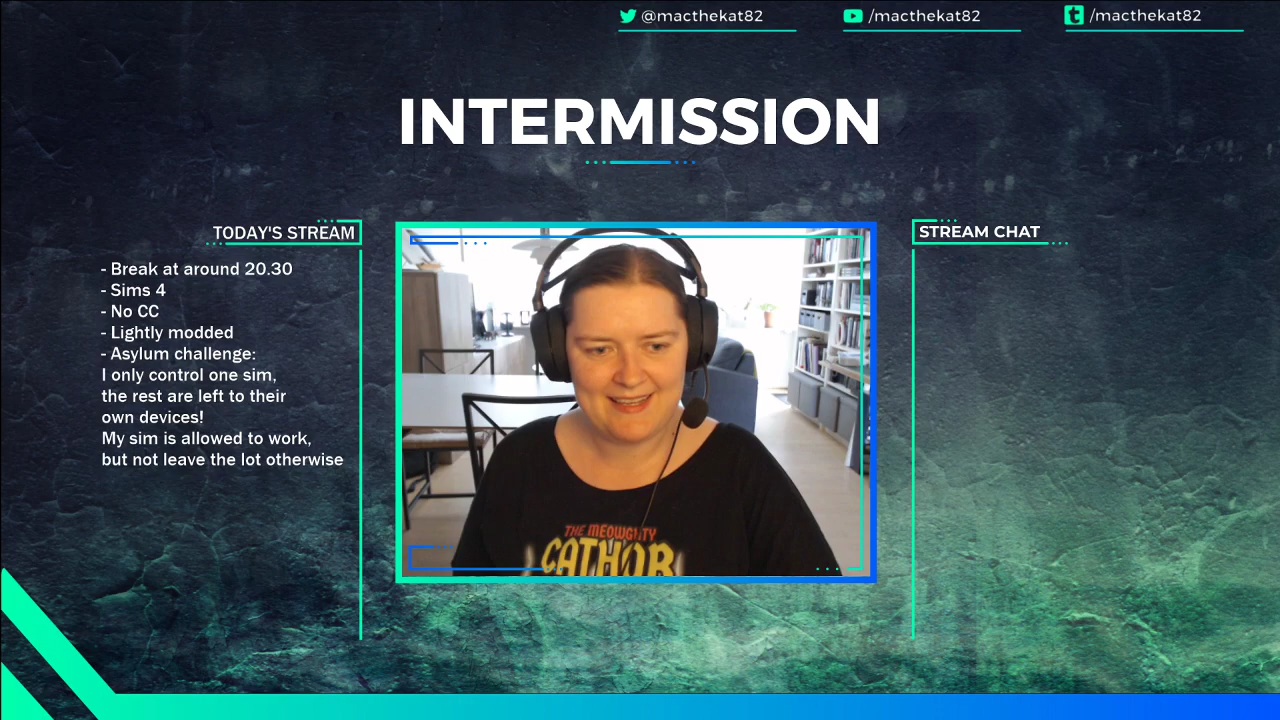 @macthekat82
/macthekat82
/macthekat82
INTERMISSION
TODAY'S STREAM
- Break at around 20.30
- Sims 4
- No CC
- Lightly modded
- Asylum challenge:
I only control one sim,
the rest are left to their
own devices!
My sim is allowed to work,
but not leave the lot otherwise
THE MEOWGHTY
CATHOR
STREAM CHAT